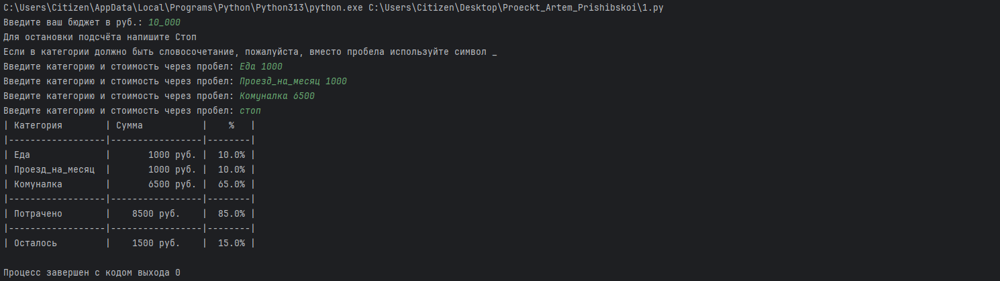 C:\Users\Citizen\AppData\Local\Programs\Python\Python313\python.exe C:\Users\Citizen\Desktop\Proeckt_Artem_Prishibskoi\1.py
Введите ваш бюджет в руб.: 10_000
Для остановки подсчёта напишите Стоп
Если в категории должно быть словосочетание, пожалуйста, вместо пробела используйте символ _
Введите категорию и стоимость через пробел: Еда 1000
Введите категорию и стоимость через пробел: Проезд_на_месяц 1000
Введите категорию и стоимость через пробел: Комуналка 6500
Введите категорию и стоимость через пробел: стоп
| Категория        | Сумма           |    %   |
|------------------|-----------------|--------|
| Еда              |       1000 руб. |  10.0% |
| Проезд_на_месяц  |       1000 руб. |  10.0% |
| Комуналка        |       6500 руб. |  65.0% |
|------------------|-----------------|--------|
| Потрачено        |    8500 руб.    |  85.0% |
|------------------|-----------------|--------|
| Осталось         |    1500 руб.    |  15.0% |
Процесс завершен с кодом выхода 0